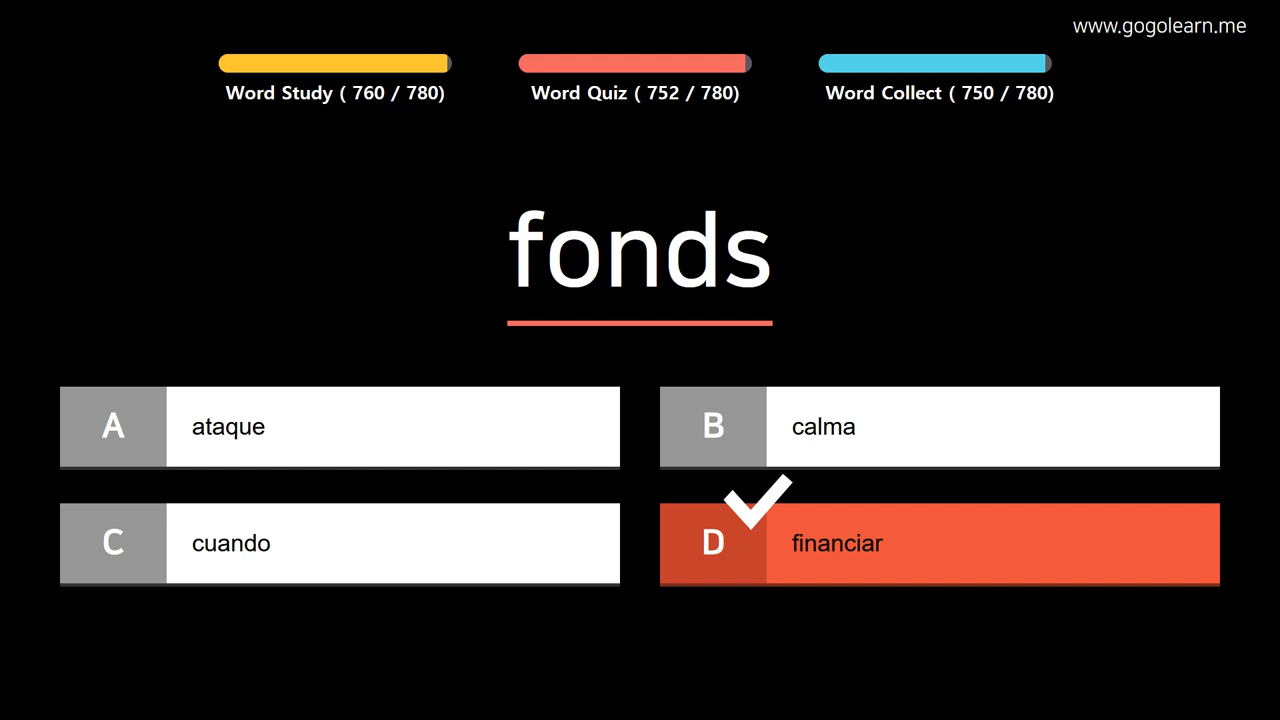 www.gogolearn.me
Word Study ( 760 / 780)
Word Quiz ( 752 / 780)
Word Collect ( 750 / 780)
fonds
A ataque
B calma
C cuando
D financiar